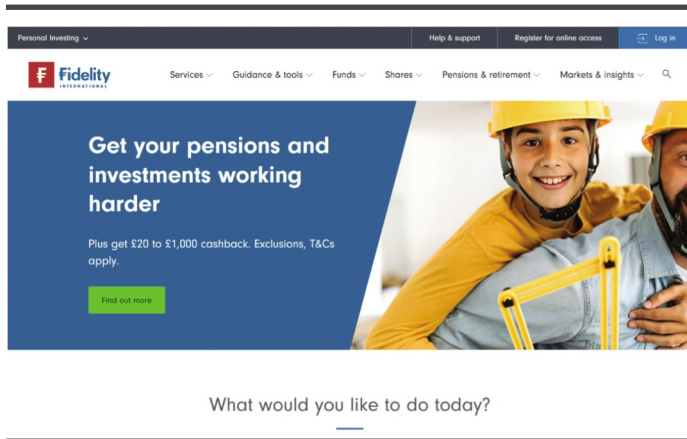 Personal Investing
Help & support
Register for online access
Log in
Fidelity
INTERNATIONAL
Services
Guidance & tools
Funds
Shares
Pensions & retirement
Markets & insights
Get your pensions and
investments working
harder
Plus get £20 to £1,000 cashback. Exclusions, T&Cs
apply.
Find out more
What would you like to do today?